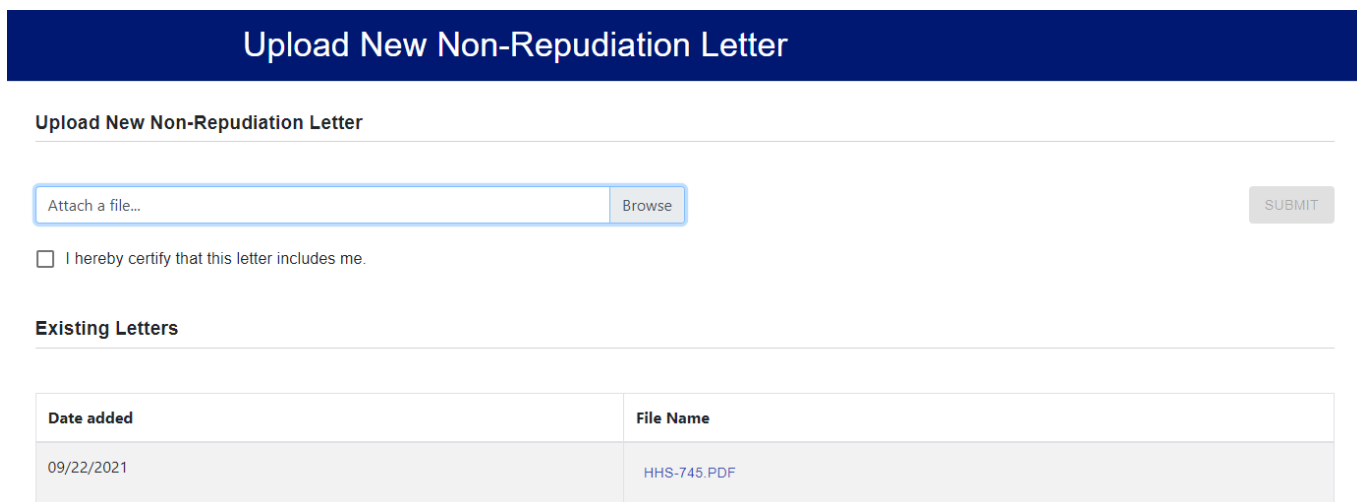 Upload New Non-Repudiation Letter
Upload New Non-Repudiation Letter
Attach a file... Browse SUBMIT
I hereby certify that this letter includes me.
Existing Letters
Date added File Name
09/22/2021 HHS-745.PDF